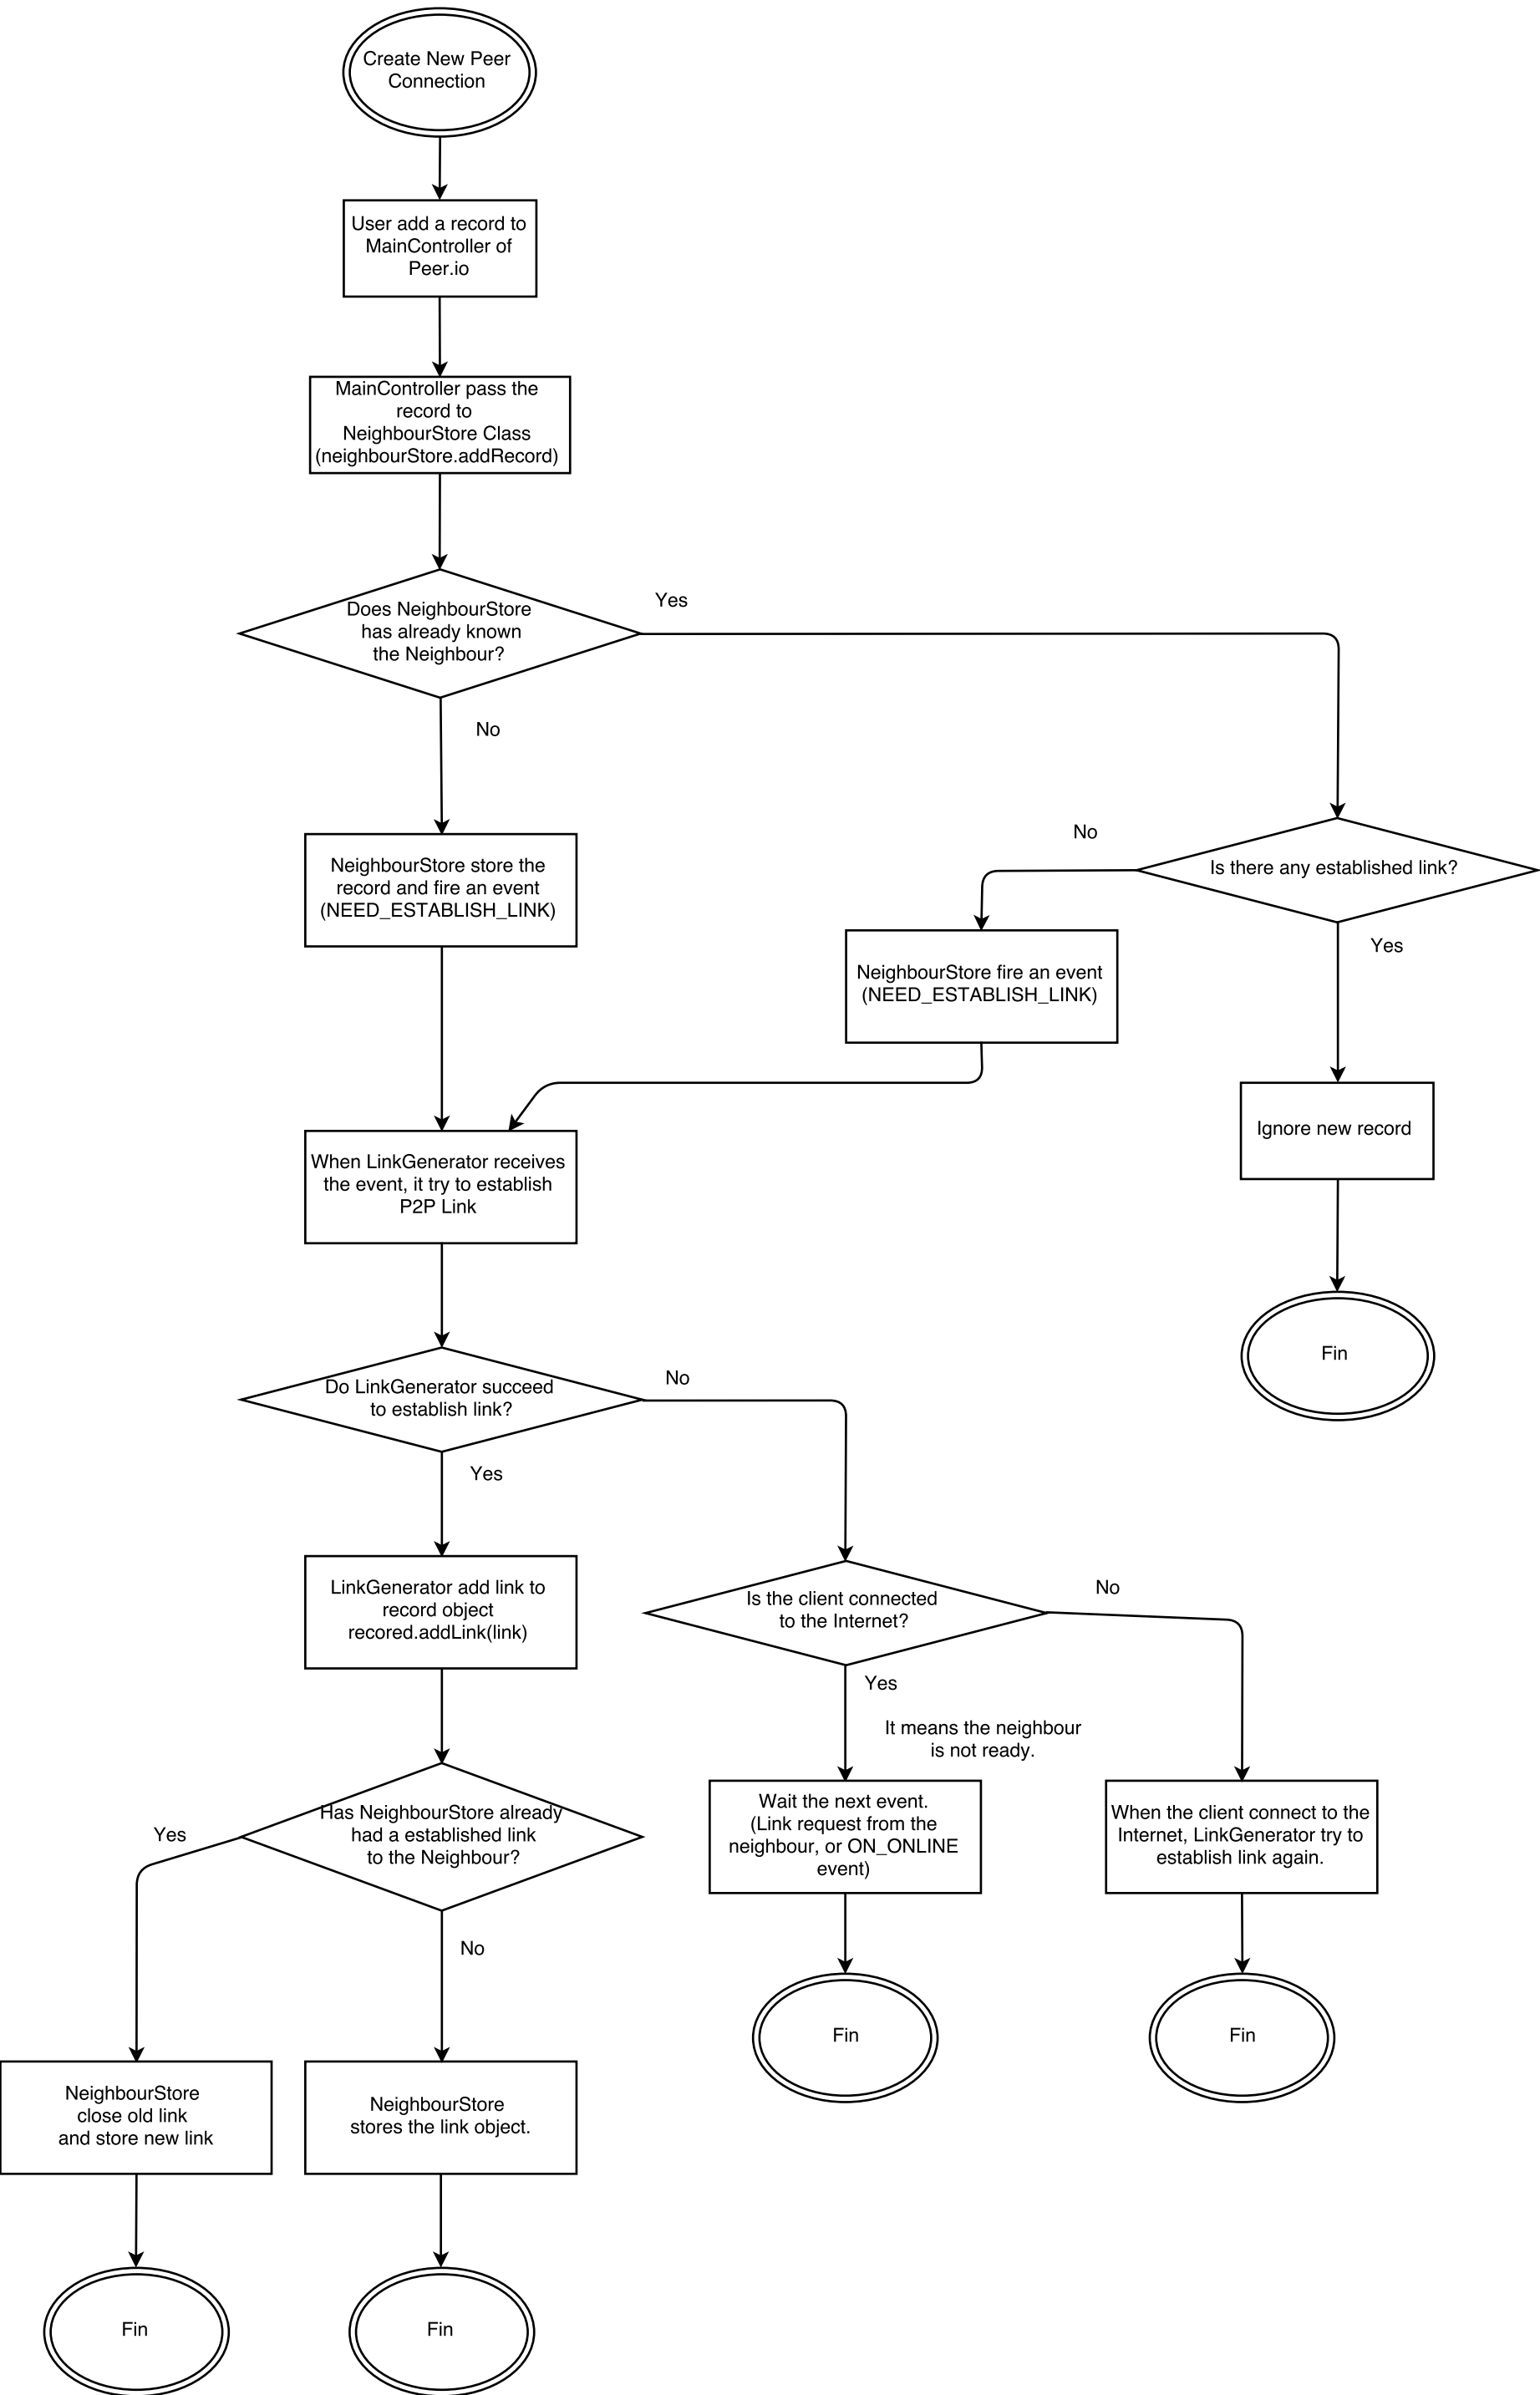 Create New Peer
Connection
User add a record to
MainController of
Peer.io
MainController pass the
record to
NeighbourStore Class
(neighbourStore.addRecord)
Does NeighbourStore
has already known
the Neighbour?
Yes
No
NeighbourStore store the
record and fire an event
(NEED_ESTABLISH_LINK)
No
Is there any established link?
Yes
NeighbourStore fire an event
(NEED_ESTABLISH_LINK)
Ignore new record
Fin
When LinkGenerator receives
the event, it try to establish
P2P Link
Do LinkGenerator succeed
to establish link?
No
Yes
LinkGenerator add link to
record object
recored.addLink(link)
Is the client connected
to the Internet?
No
Yes
It means the neighbour
is not ready.
Wait the next event.
(Link request from the
neighbour, or ON_ONLINE
event)
When the client connect to the
Internet, LinkGenerator try to
establish link again.
Fin
Fin
Has NeighbourStore already
had a established link
to the Neighbour?
Yes
No
NeighbourStore
close old link
and store new link
NeighbourStore
stores the link object.
Fin
Fin